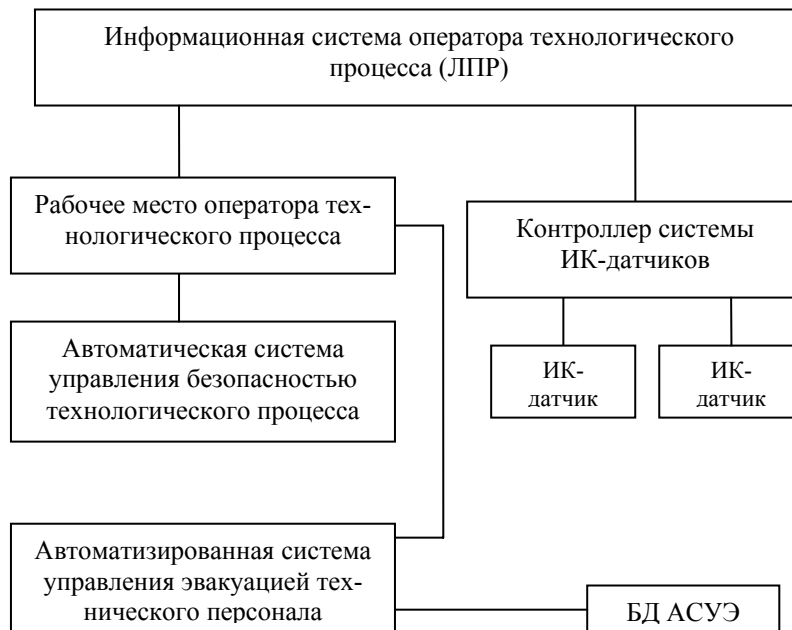 Информационная система оператора технологического
процесса (ЛПР)
Рабочее место оператора тех-
нологического процесса
Контроллер системы
ИК-датчиков
Автоматическая система
управления безопасностью
технологического процесса
ИК-
датчик
ИК-
датчик
Автоматизированная система
управления эвакуацией тех-
нического персонала
БД АСУЭ